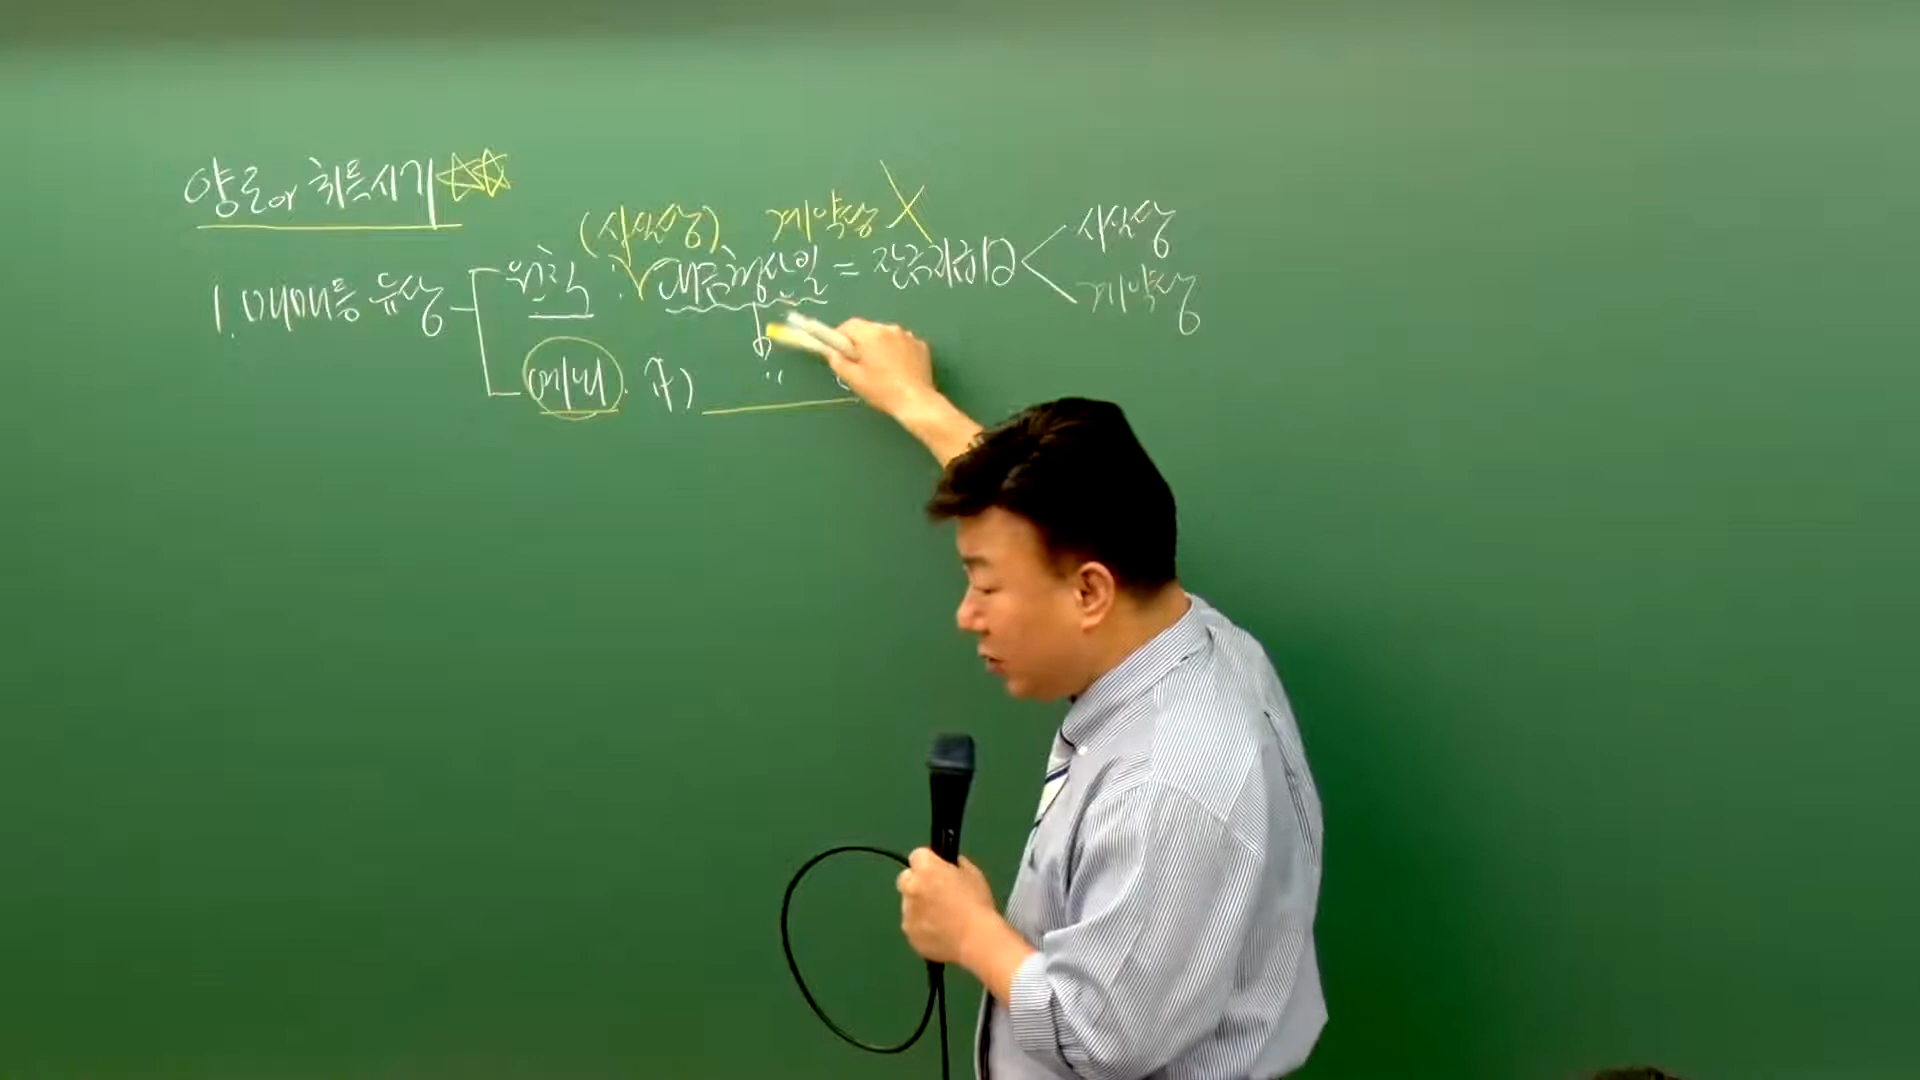 양도or 취득시기 ☆☆
(사실상) 계약상 X
1. 매매등 유상 원칙 : ✓대금청산일 = 잔금지급일 < 사실상
계약상
예외. 가)